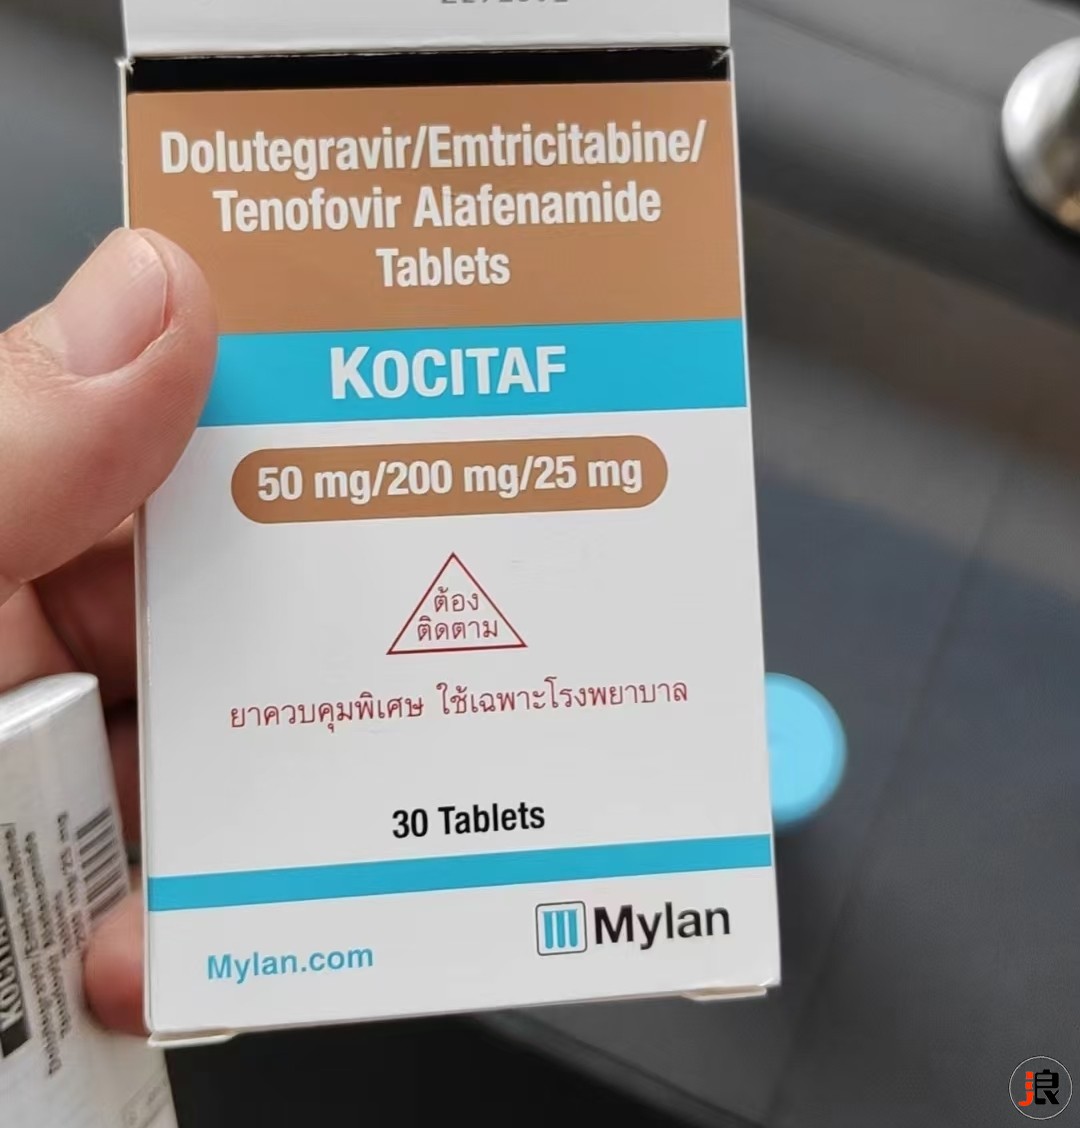 Dolutegravir/Emtricitabine/
Tenofovir Alafenamide
Tablets
KOCITAF
50 mg/200 mg/25 mg
ต้อง
ติดตาม
ยาควบคุมพิเศษ ใช้เฉพาะโรงพยาบาล
30 Tablets
Mylan
Mylan.com
浪